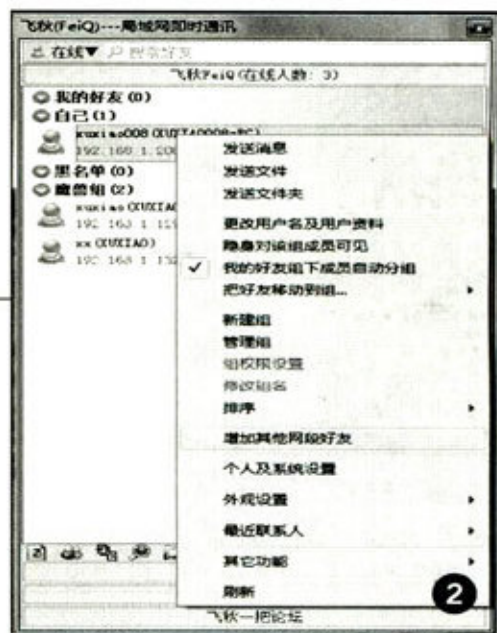 飞秋(FeiQ)---局域网即时通讯
在线▼ 搜索好友
飞秋FeiQ(在线人数: 3)
我的好友(0)
自己(1)
xuxiao008(XUXIAO008-PC)
192.168.1.200
黑名单(0)
魔兽组(2)
xuxiao(XUXIAO
192.168.1.1
xx(XUXIAO)
192.168.1.1
发送消息
发送文件
发送文件夹
更改用户名及用户资料
隐身对该组成员可见
✓ 我的好友组下成员自动分组
把好友移动到组...
新建组
管理组
组权限设置
修改组名
排序
增加其他网段好友
个人及系统设置
外观设置
最近联系人
其它功能
刷新
飞秋一把论坛
2